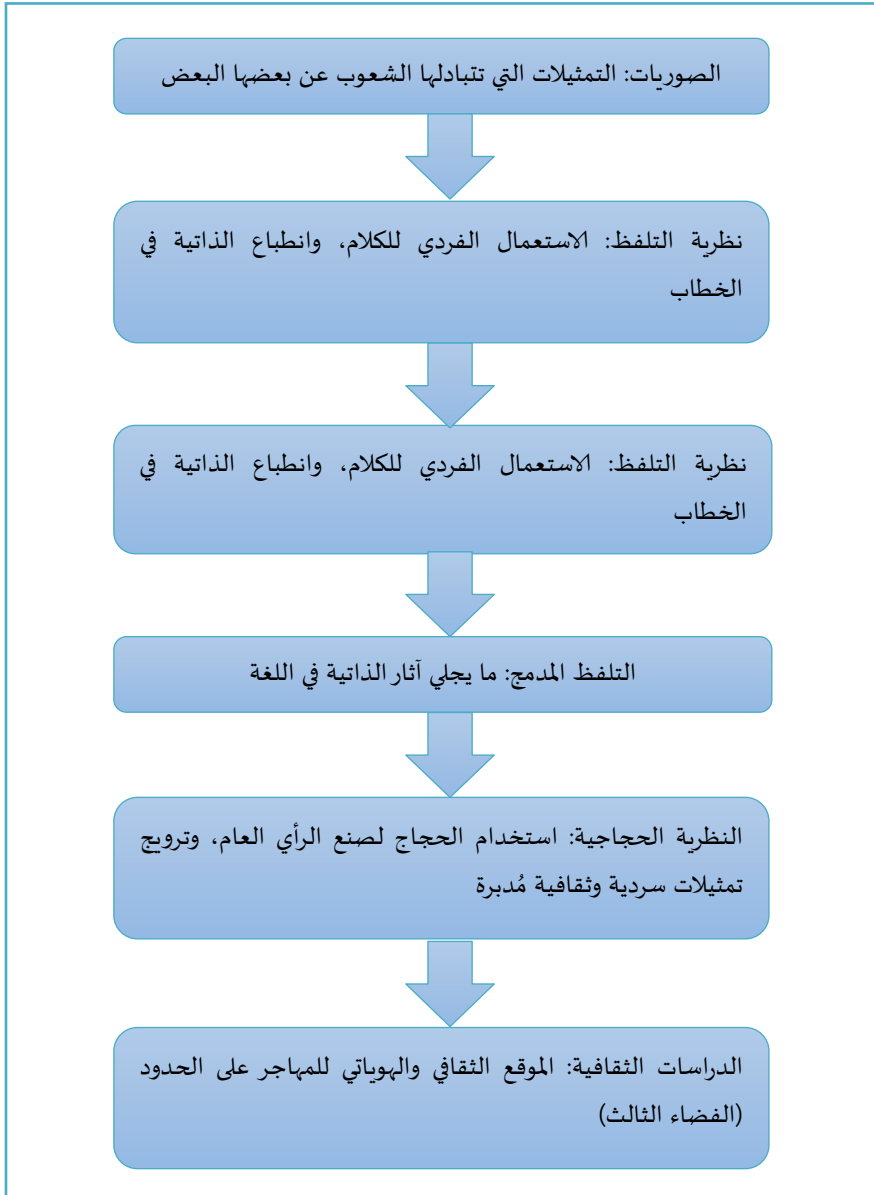 الصوريات: التمثيلات التي تتبادلها الشعوب عن بعضها البعض
نظرية التلفظ: الاستعمال الفردي للكلام، وانطباع الذاتية في
الخطاب
نظرية التلفظ: الاستعمال الفردي للكلام، وانطباع الذاتية في
الخطاب
التلفظ المدمج: ما يجلي آثار الذاتية في اللغة
النظرية الحجاجية: استخدام الحجاج لصنع الرأي العام، وترويج
تمثيلات سردية وثقافية مُدبرة
الدراسات الثقافية: الموقع الثقافي والهوياتي للمهاجر على الحدود
(الفضاء الثالث)